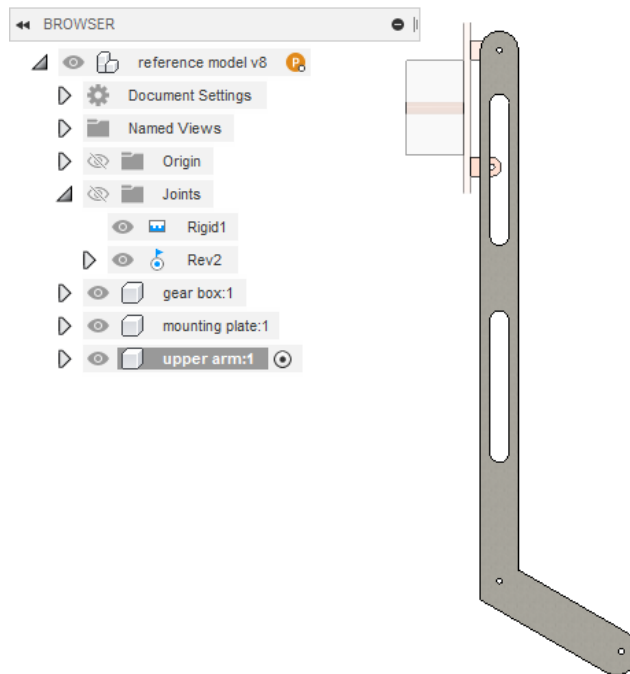 BROWSER
reference model v8
P
Document Settings
Named Views
Origin
Joints
Rigid1
Rev2
gear box:1
mounting plate:1
upper arm:1